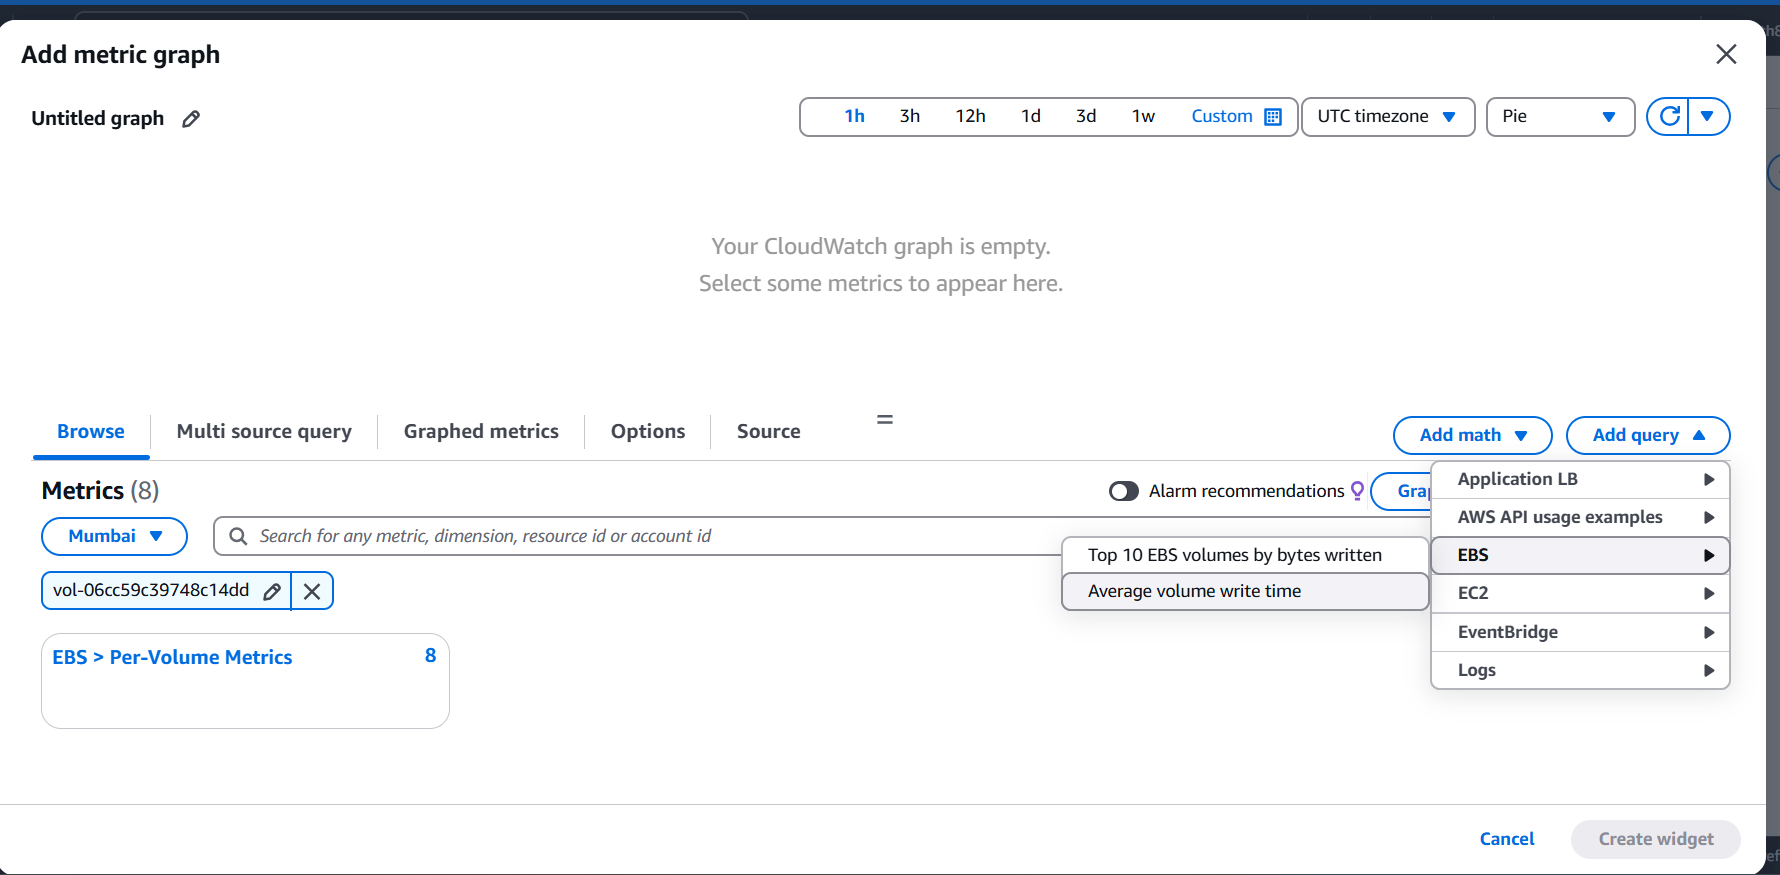 Add metric graph
Untitled graph
1h 3h 12h 1d 3d 1w Custom UTC timezone Pie
Your CloudWatch graph is empty.
Select some metrics to appear here.
Browse Multi source query Graphed metrics Options Source
Add math Add query
Metrics (8)
Alarm recommendations
Mumbai
Search for any metric, dimension, resource id or account id
vol-06cc59c39748c14dd
EBS > Per-Volume Metrics 8
Top 10 EBS volumes by bytes written
Average volume write time
Application LB
AWS API usage examples
EBS
EC2
EventBridge
Logs
Cancel Create widget